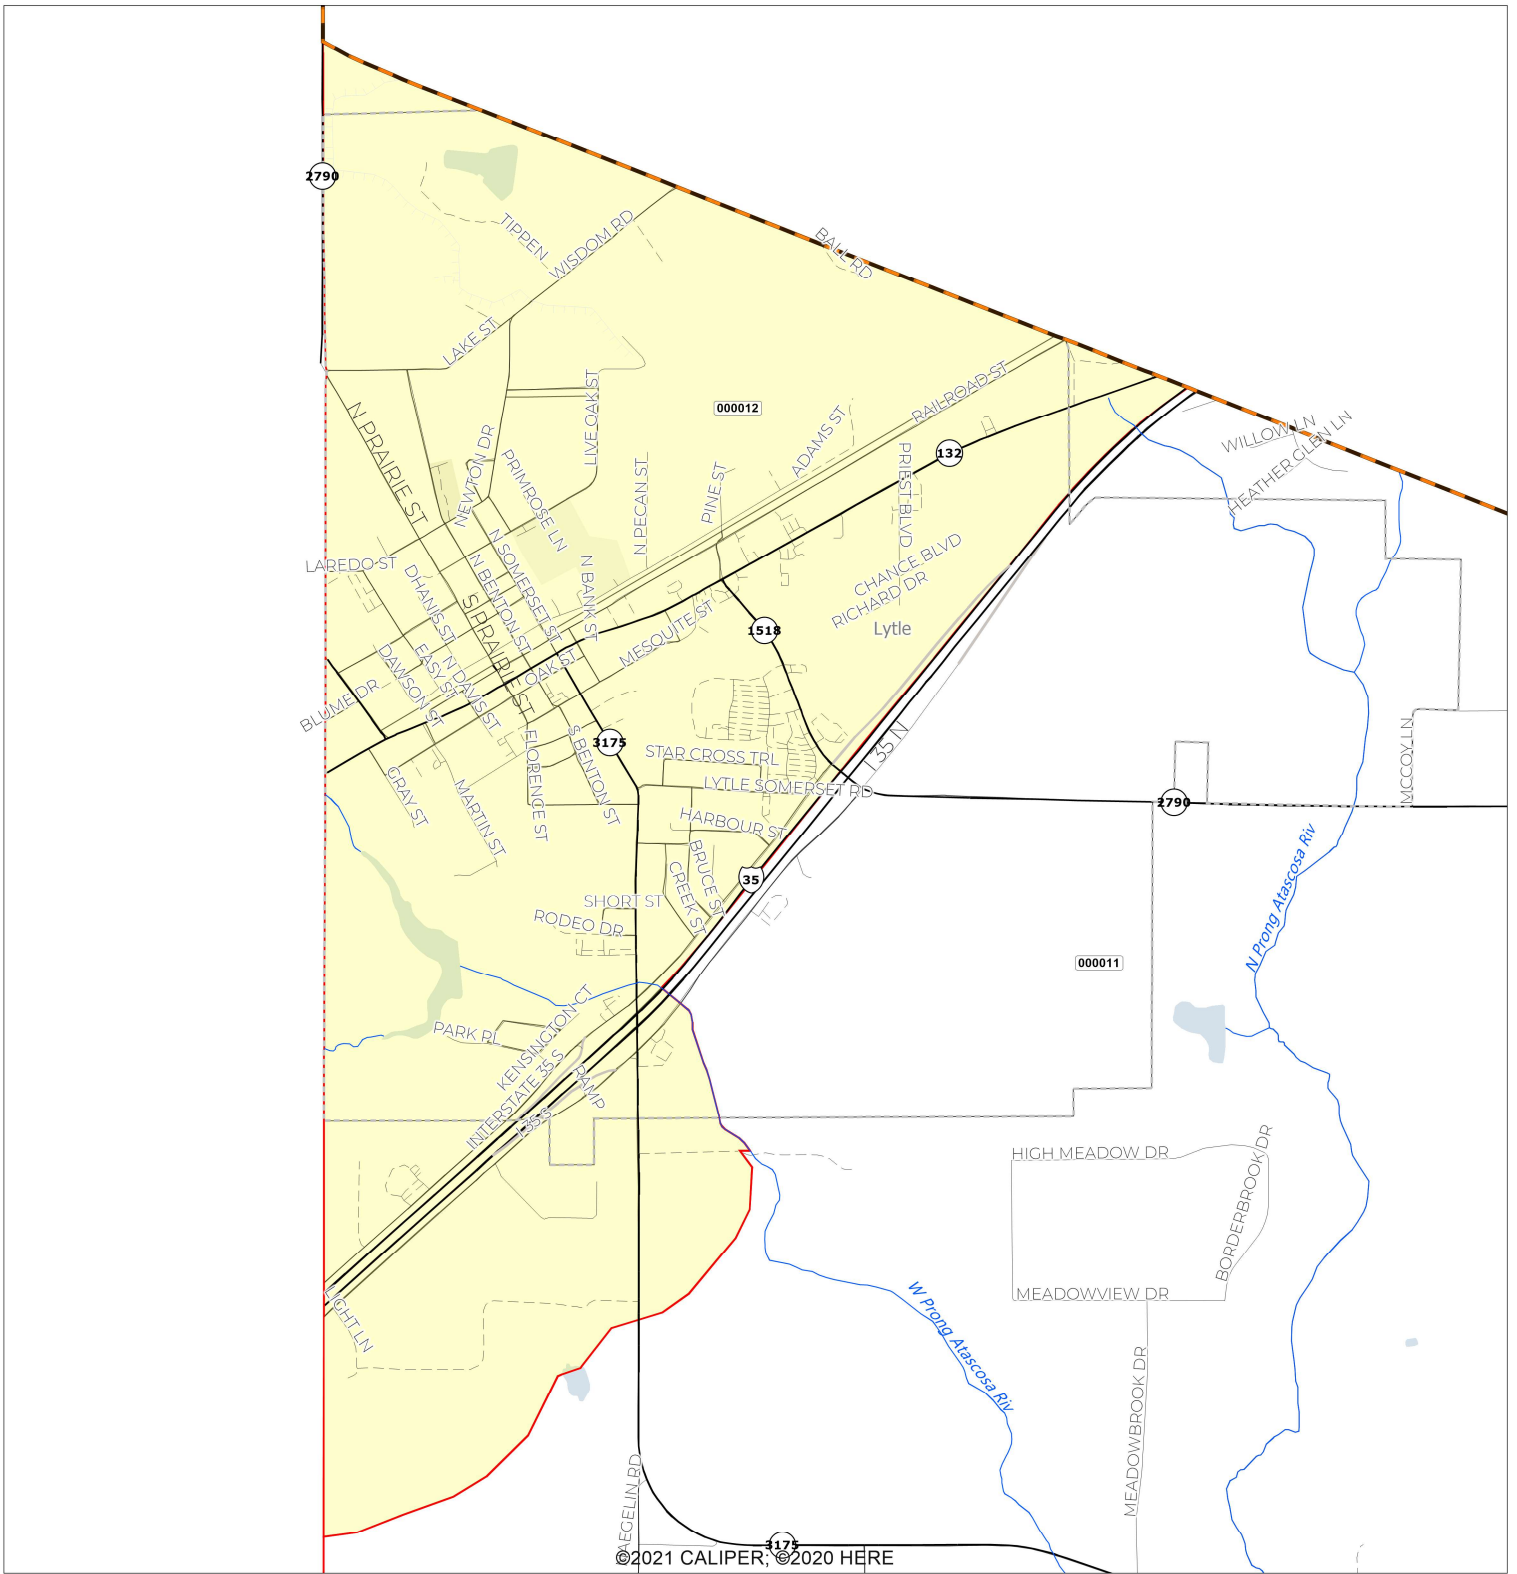 2790
TIPPEN
WISDOM RD
BALL RD
LAKE ST
RAILROAD ST
LIVE OAK ST
000012
N PRAIRIE ST
ADAMS ST
132
WILLOW LN
HEATHER GLEN LN
NEWTON DR
PRIMROSE LN
N PECAN ST
PINE ST
PRIEST BLVD
LAREDO ST
N SOMERSET ST
N BENTON ST
N BANK ST
CHANCE BLVD
RICHARD DR
DHANIS ST
S PRAIRIE ST
MESQUITE ST
1518
Lytle
EASY ST
DAWSON ST
N DAVIS ST
OAK ST
BLUME DR
3175
STAR CROSS TRL
I 35 N
FLORENCE ST
S BENTON ST
LYTLE SOMERSET RD
2790
MCCOY LN
GRAY ST
MARTIN ST
HARBOUR ST
BRUCE ST
CREEK ST
35
SHORT ST
RODEO DR
N Prong Atascosa Riv
000011
PARK PL
KENSINGTON CT
INTERSTATE 35 S
RAMP
I 35 S
HIGH MEADOW DR
BORDERBROOK DR
MEADOWVIEW DR
LIGHT LN
W Prong Atascosa Riv
MEADOWBROOK DR
AEGELIN RD
3175
©2021 CALIPER; ©2020 HERE